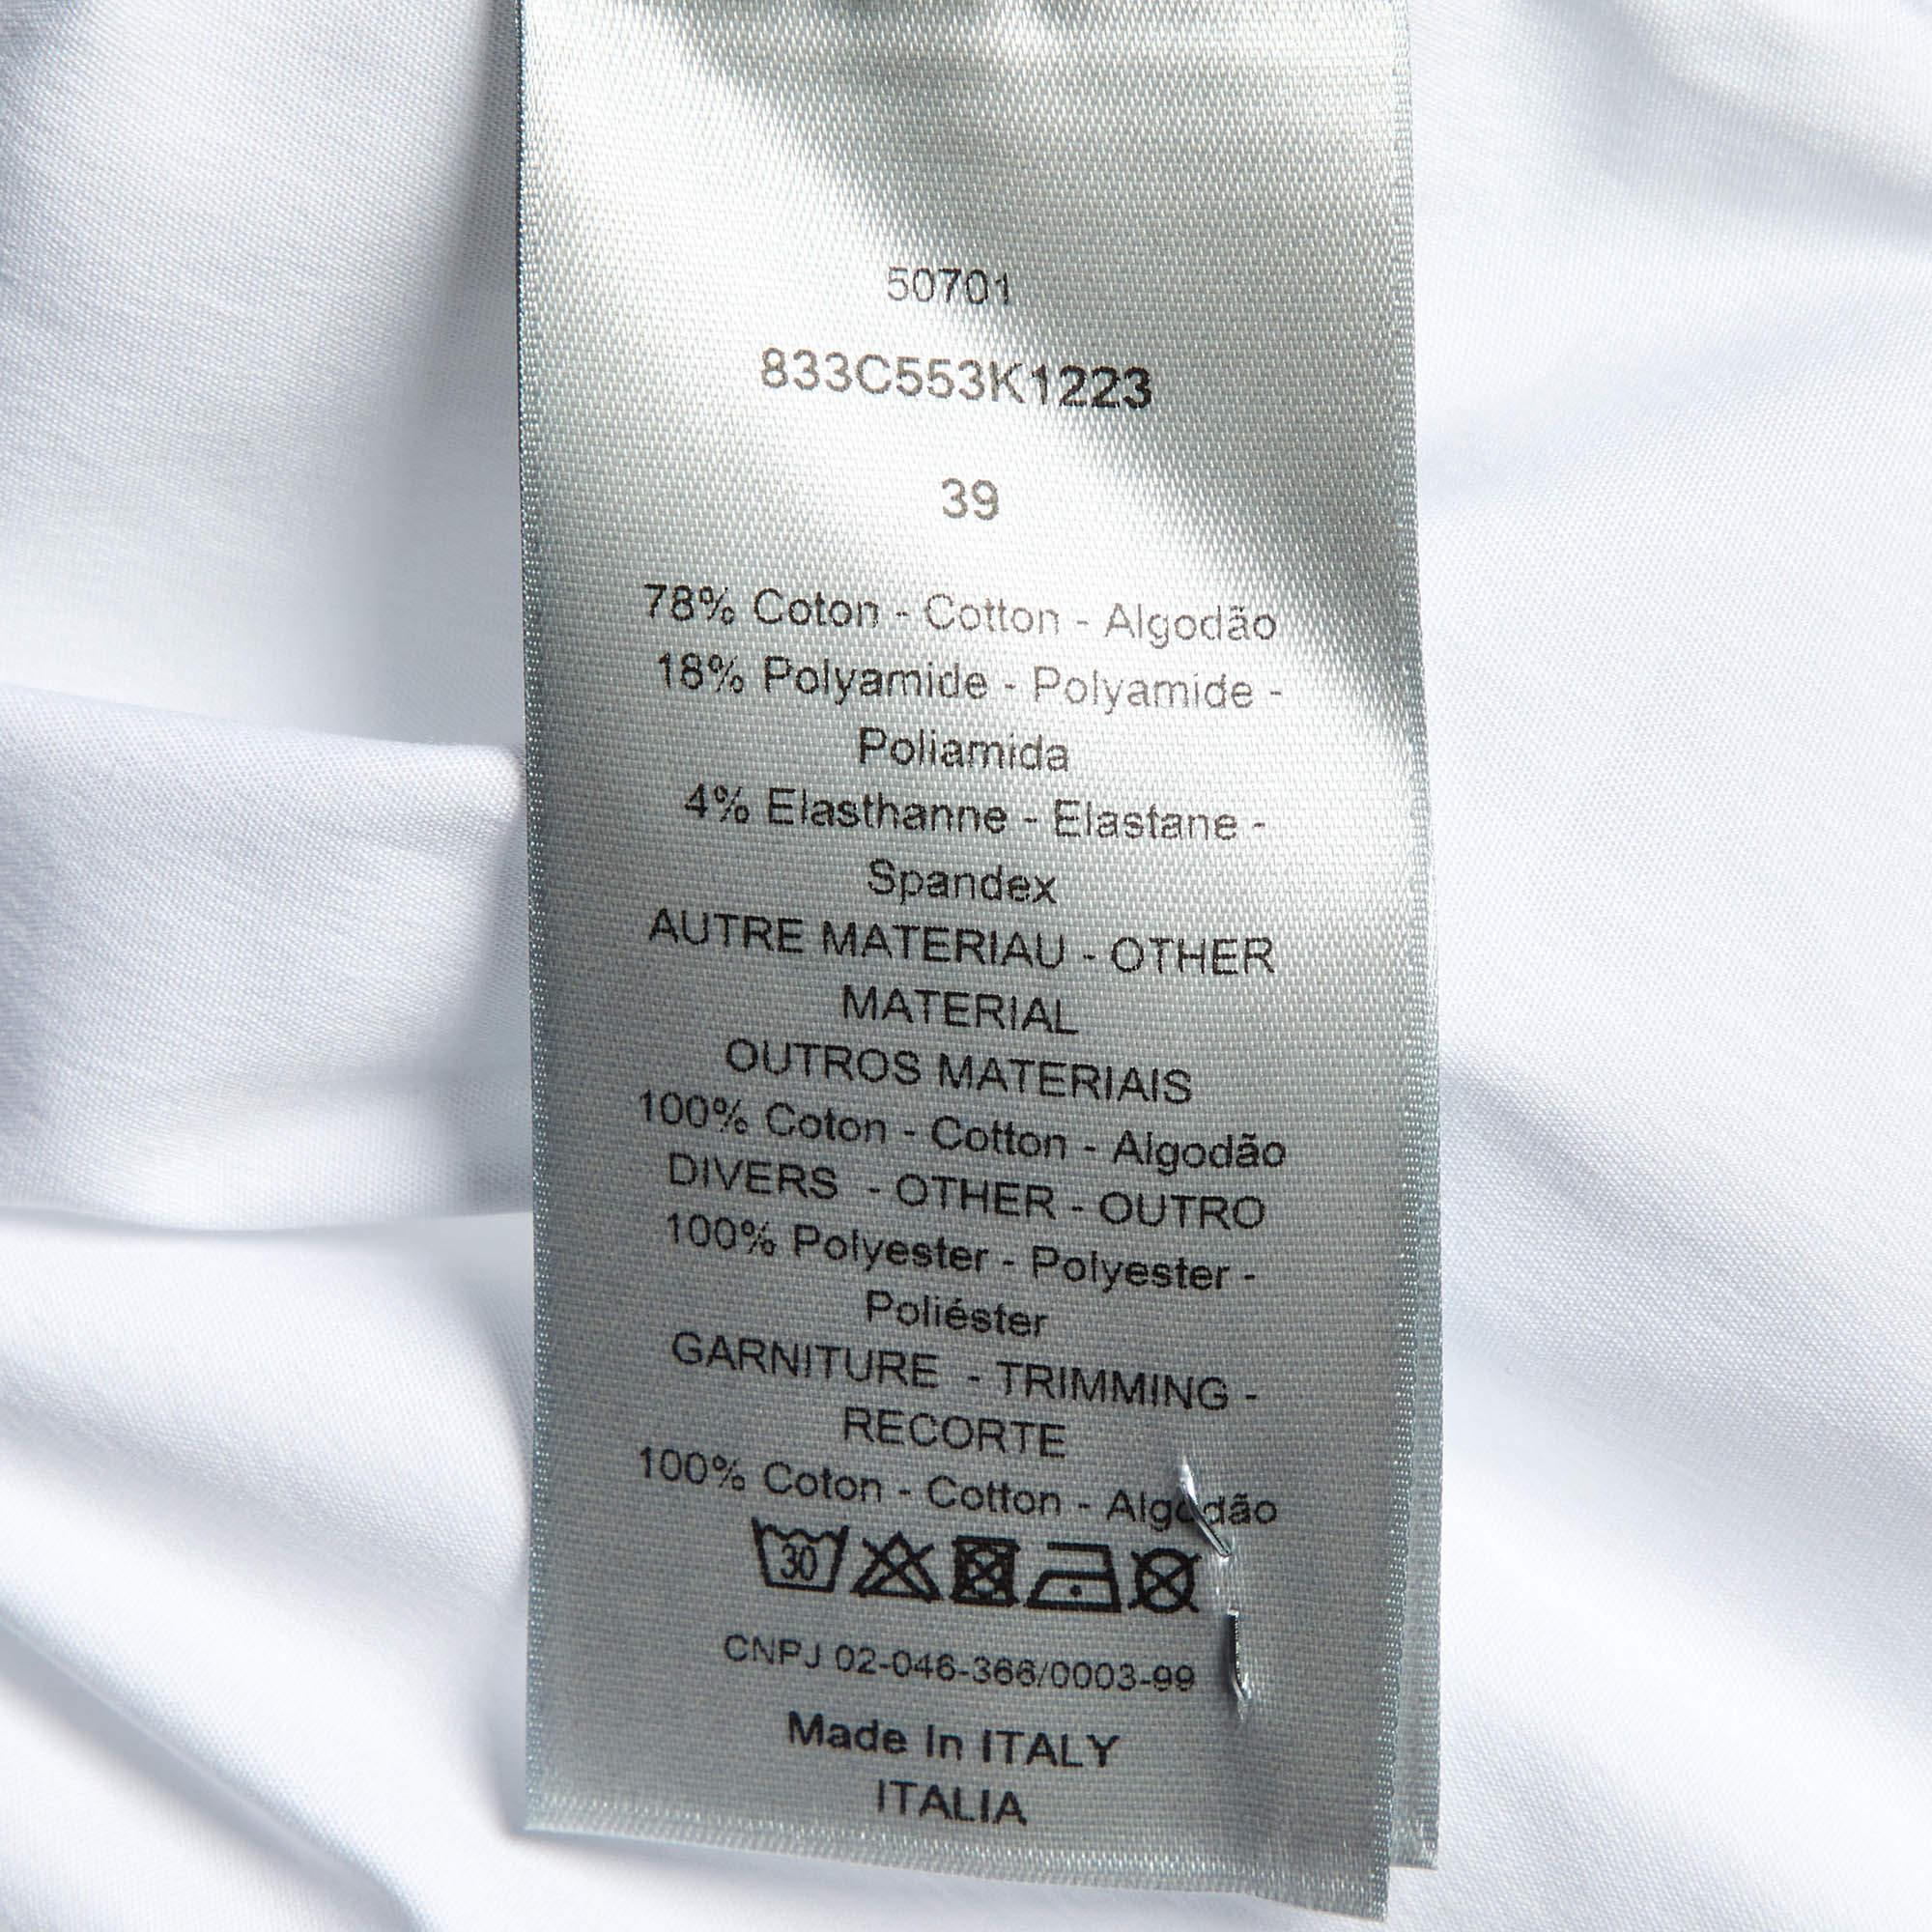 50701
833C553K1223
39
78% Coton - Cotton - Algodão
18% Polyamide - Polyamide -
Poliamida
4% Elasthanne - Elastane -
Spandex
AUTRE MATERIAU - OTHER
MATERIAL
OUTROS MATERIAIS
100% Coton - Cotton - Algodão
DIVERS - OTHER - OUTRO
100% Polyester - Polyester -
Poliéster
GARNITURE - TRIMMING -
RECORTE
100% Coton - Cotton - Algodão
30
CNPJ 02-046-366/0003-99
Made In ITALY
ITALIA